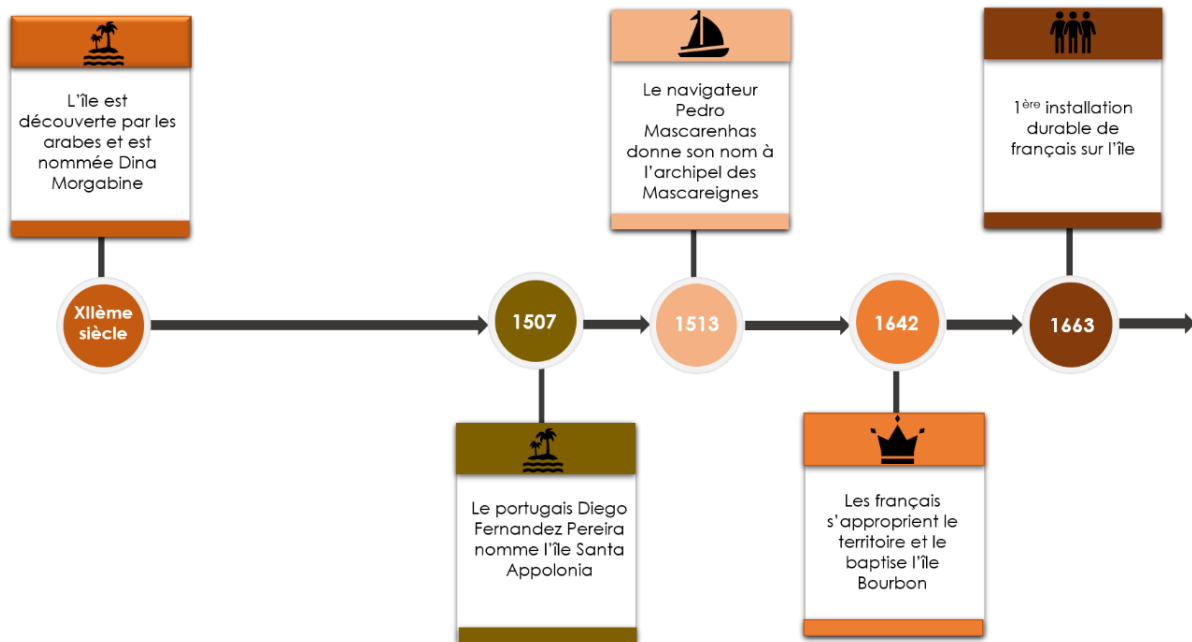 L'île est
découverte par les
arabes et est
nommée Dina
Morgabine
XIIème
siècle
Le portugais Diego
Fernandez Pereira
nomme l'île Santa
Appolonia
1507
Le navigateur
Pedro
Mascarenhas
donne son nom à
l'archipel des
Mascareignes
1513
Les français
s'approprient le
territoire et le
baptise l'île
Bourbon
1642
1ère installation
durable de
français sur l'île
1663